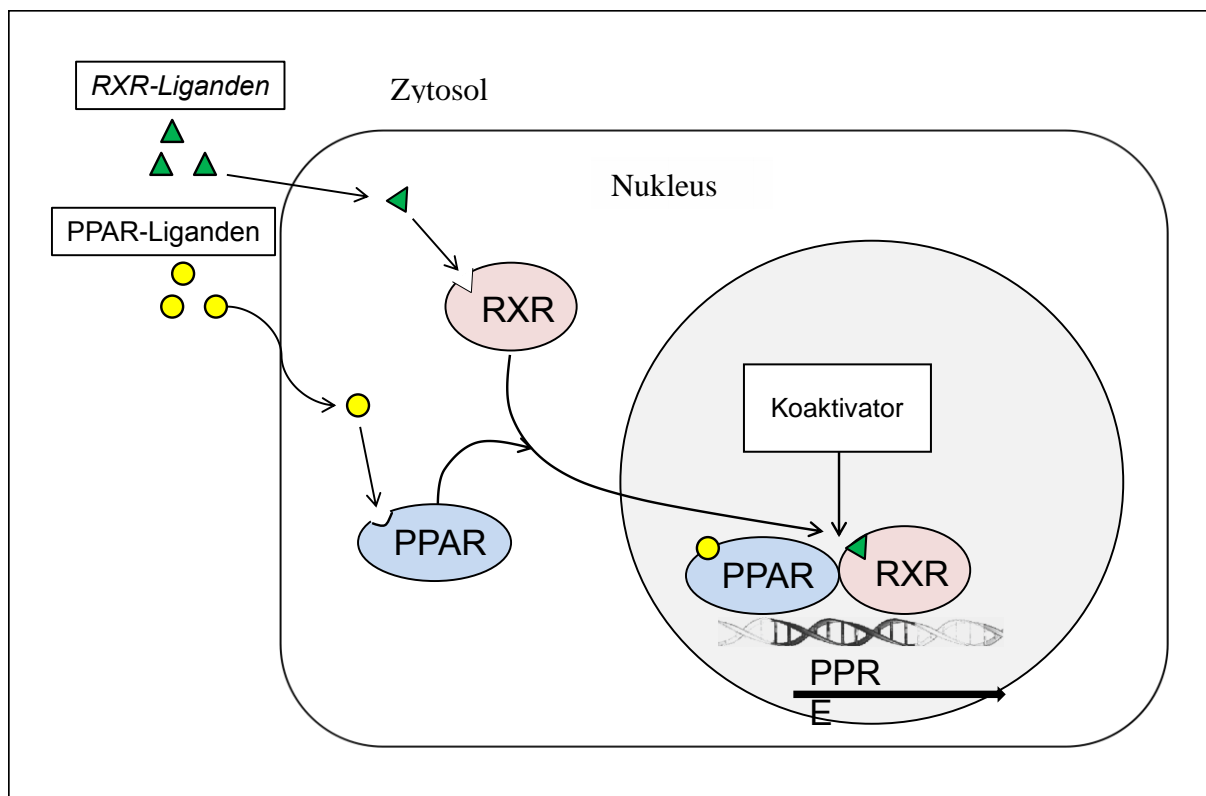 RXR-Liganden
Zytosol
Nukleus
PPAR-Liganden
RXR
Koaktivator
PPAR
PPAR
RXR
PPR
E